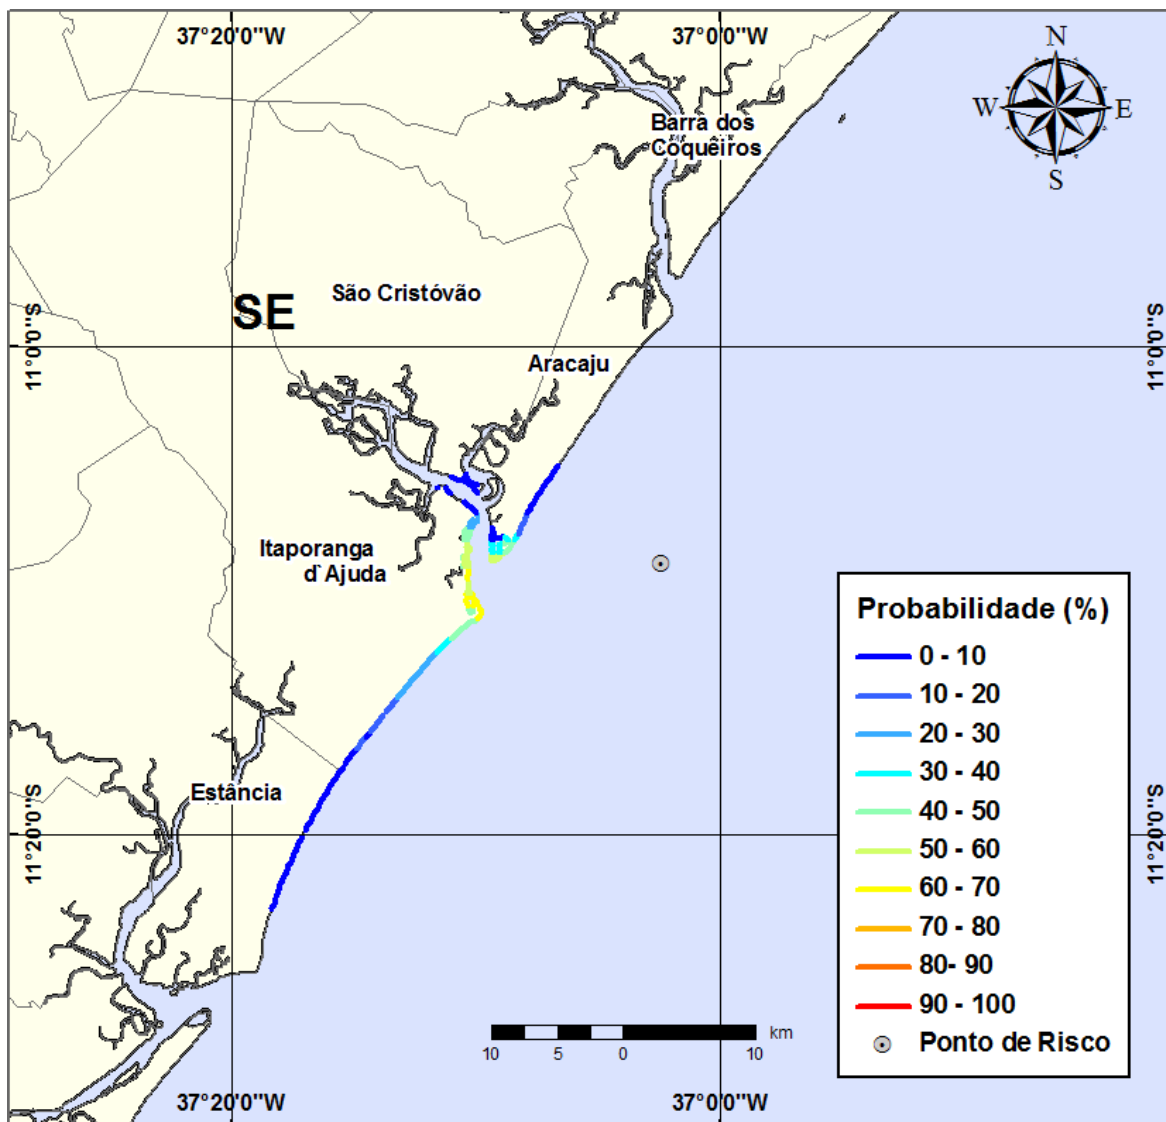 37°20'0"W
37°0'0"W
N
W
E
S
Barra dos
Coqueiros
São Cristóvão
SE
11°0'0"S
11°0'0"S
Aracaju
Itaporanga
d`Ajuda
Probabilidade (%)
0 - 10
10 - 20
20 - 30
30 - 40
40 - 50
50 - 60
60 - 70
70 - 80
80- 90
90 - 100
Ponto de Risco
Estância
11°20'0"S
11°20'0"S
km
10
5
0
10
37°20'0"W
37°0'0"W